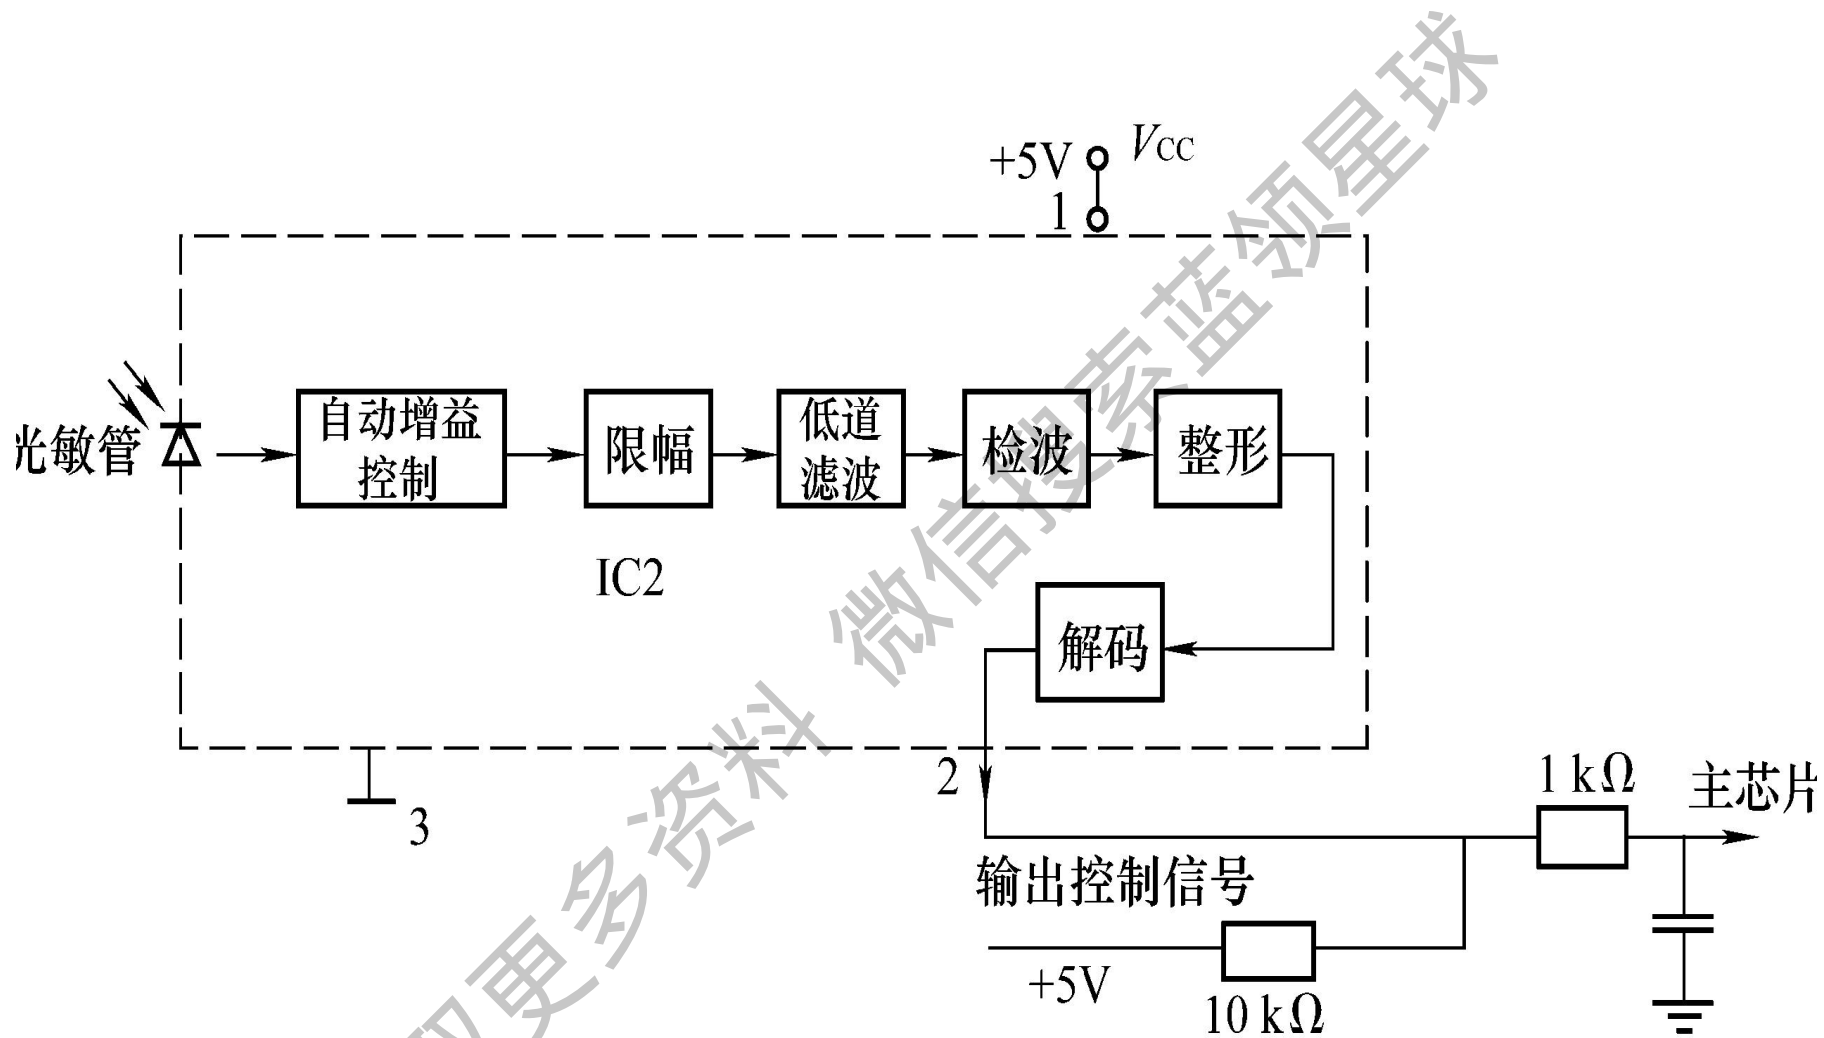 +5V
V_CC
1
光敏管
自动增益
控制
限幅
低道
滤波
检波
整形
IC2
解码
2
3
1 kΩ
主芯片
输出控制信号
+5V
10 kΩ
取更多资料 微信搜索蓝领星球